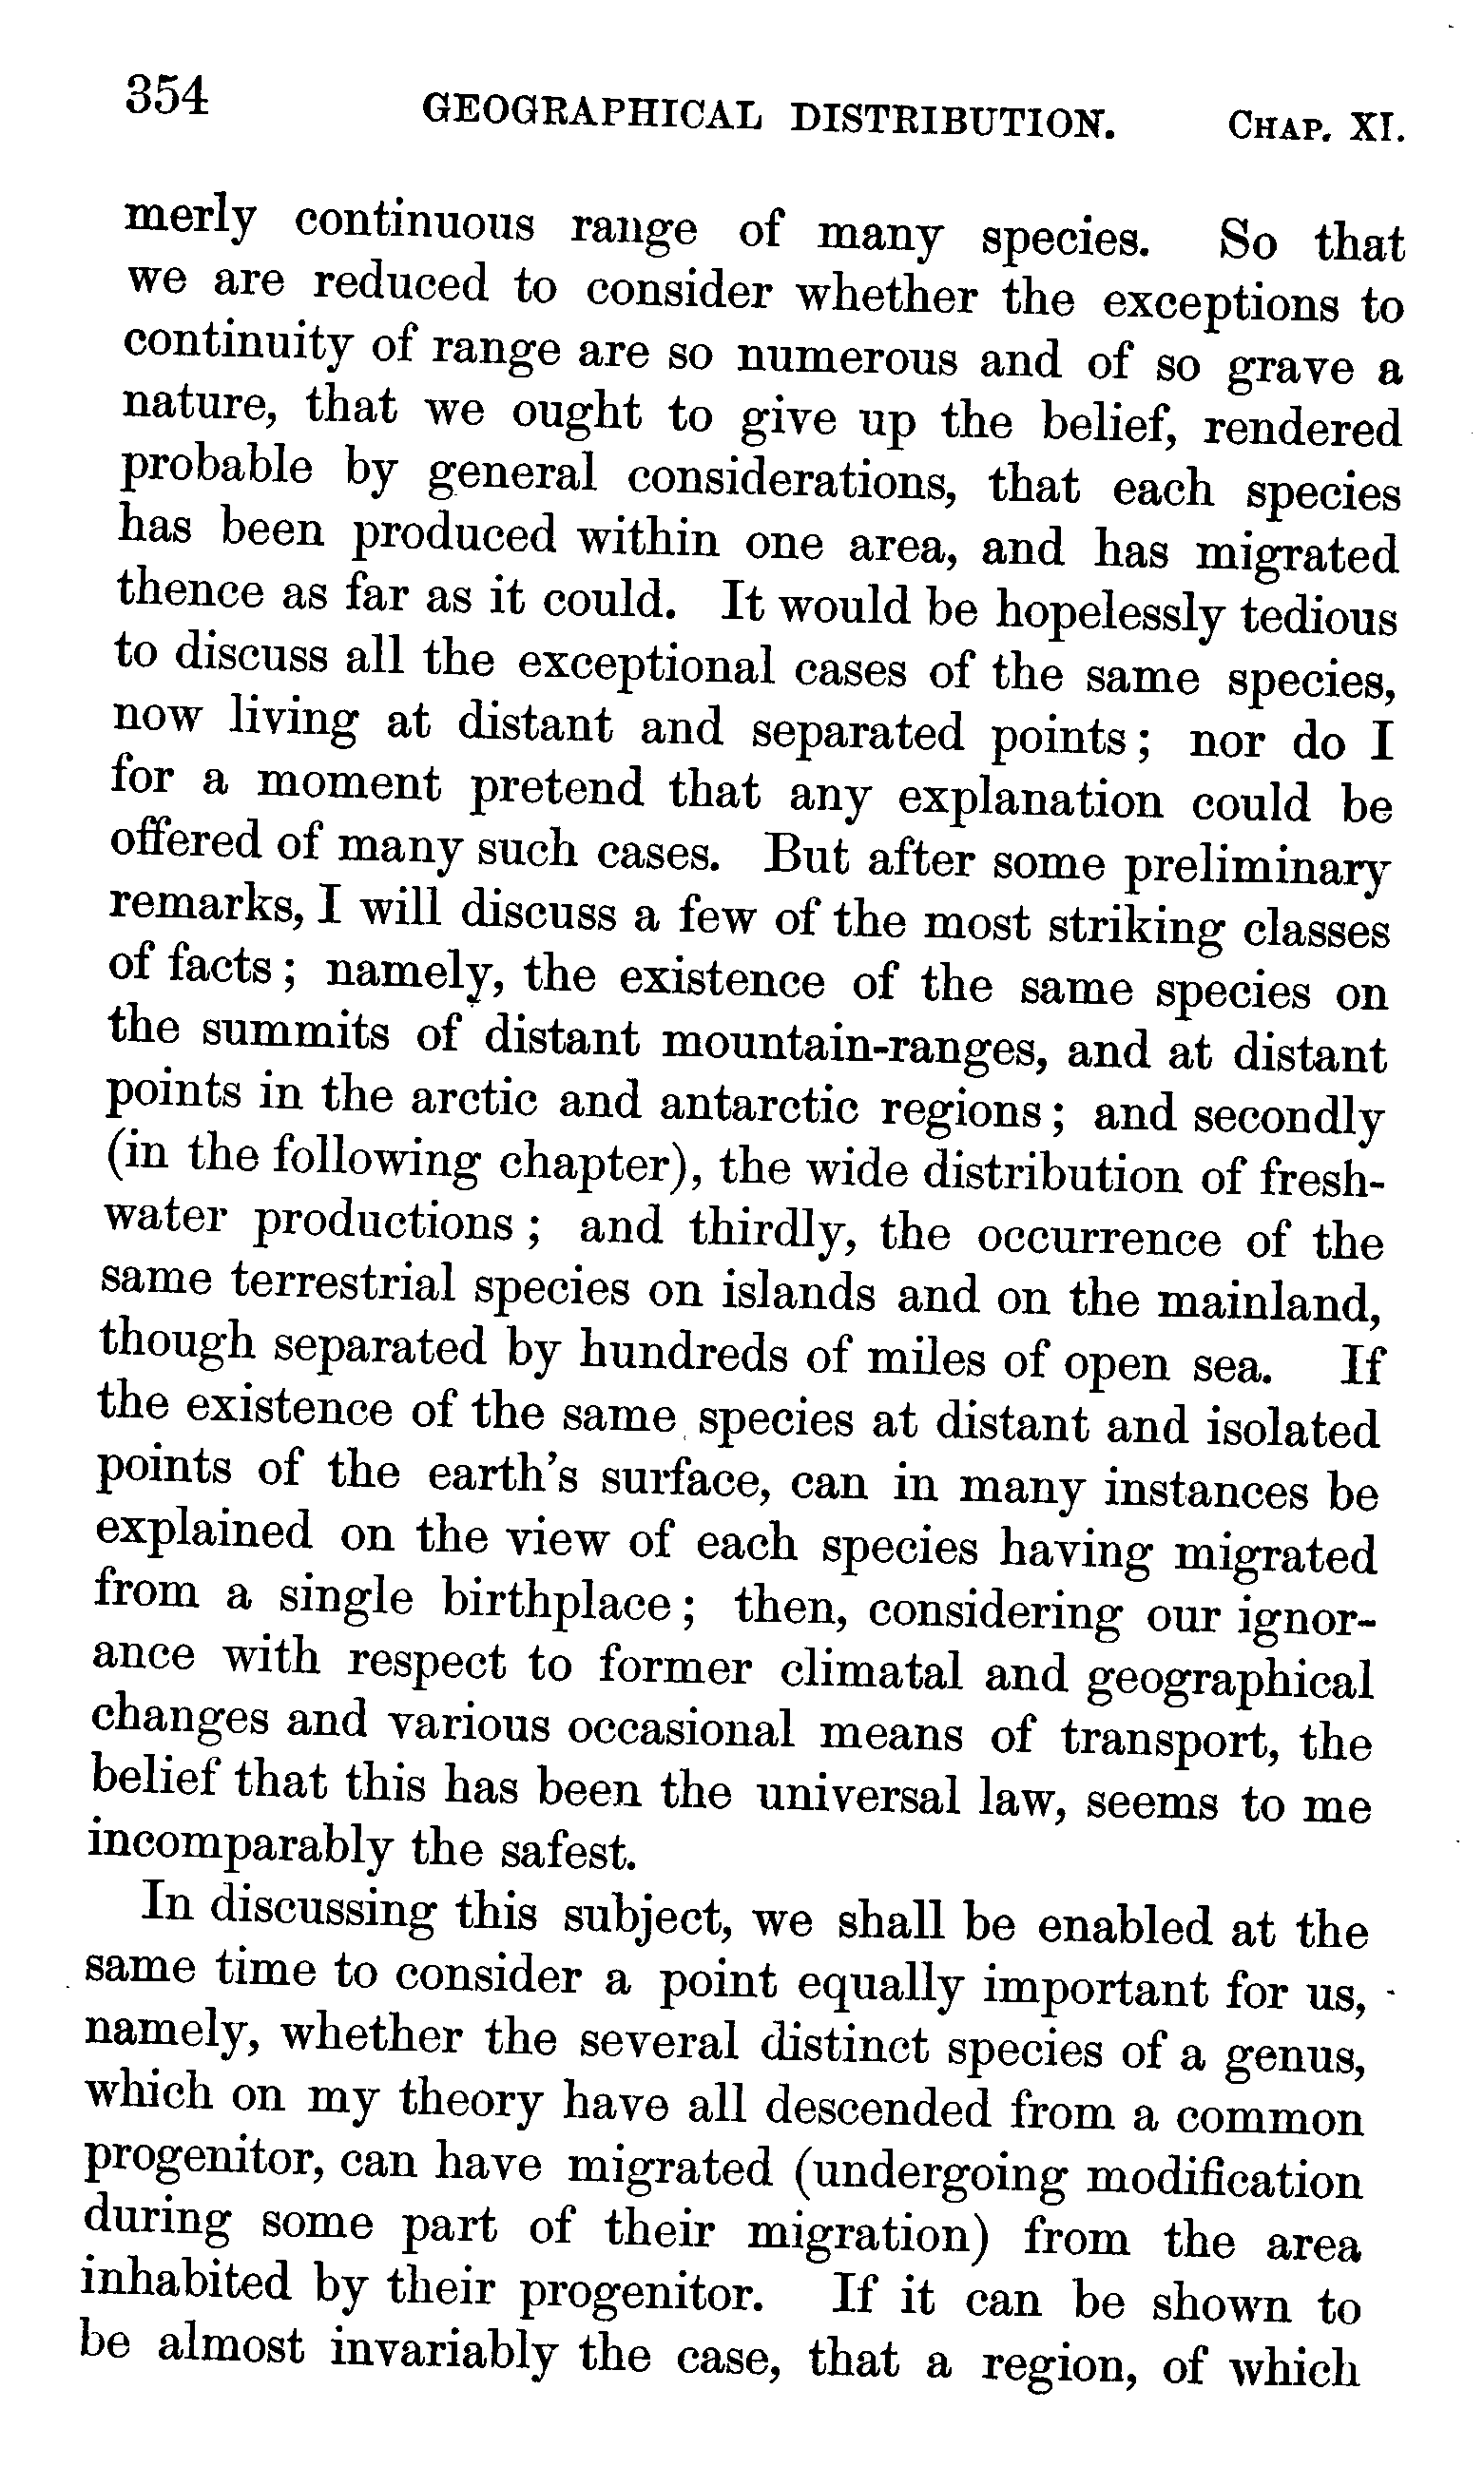 354 GEOGRAPHICAL DISTRIBUTION. CHAP. XI.
merly continuous range of many species. So that
we are reduced to consider whether the exceptions to
continuity of range are so numerous and of so grave a
nature, that we ought to give up the belief, rendered
probable by general considerations, that each species
has been produced within one area, and has migrated
thence as far as it could. It would be hopelessly tedious
to discuss all the exceptional cases of the same species,
now living at distant and separated points; nor do I
for a moment pretend that any explanation could be
offered of many such cases. But after some preliminary
remarks, I will discuss a few of the most striking classes
of facts; namely, the existence of the same species on
the summits of distant mountain-ranges, and at distant
points in the arctic and antarctic regions; and secondly
(in the following chapter), the wide distribution of fresh-
water productions; and thirdly, the occurrence of the
same terrestrial species on islands and on the mainland,
though separated by hundreds of miles of open sea. If
the existence of the same species at distant and isolated
points of the earth's surface, can in many instances be
explained on the view of each species having migrated
from a single birthplace; then, considering our ignor-
ance with respect to former climatal and geographical
changes and various occasional means of transport, the
belief that this has been the universal law, seems to me
incomparably the safest.
In discussing this subject, we shall be enabled at the
same time to consider a point equally important for us,
namely, whether the several distinct species of a genus,
which on my theory have all descended from a common
progenitor, can have migrated (undergoing modification
during some part of their migration) from the area
inhabited by their progenitor. If it can be shown to
be almost invariably the case, that a region, of which